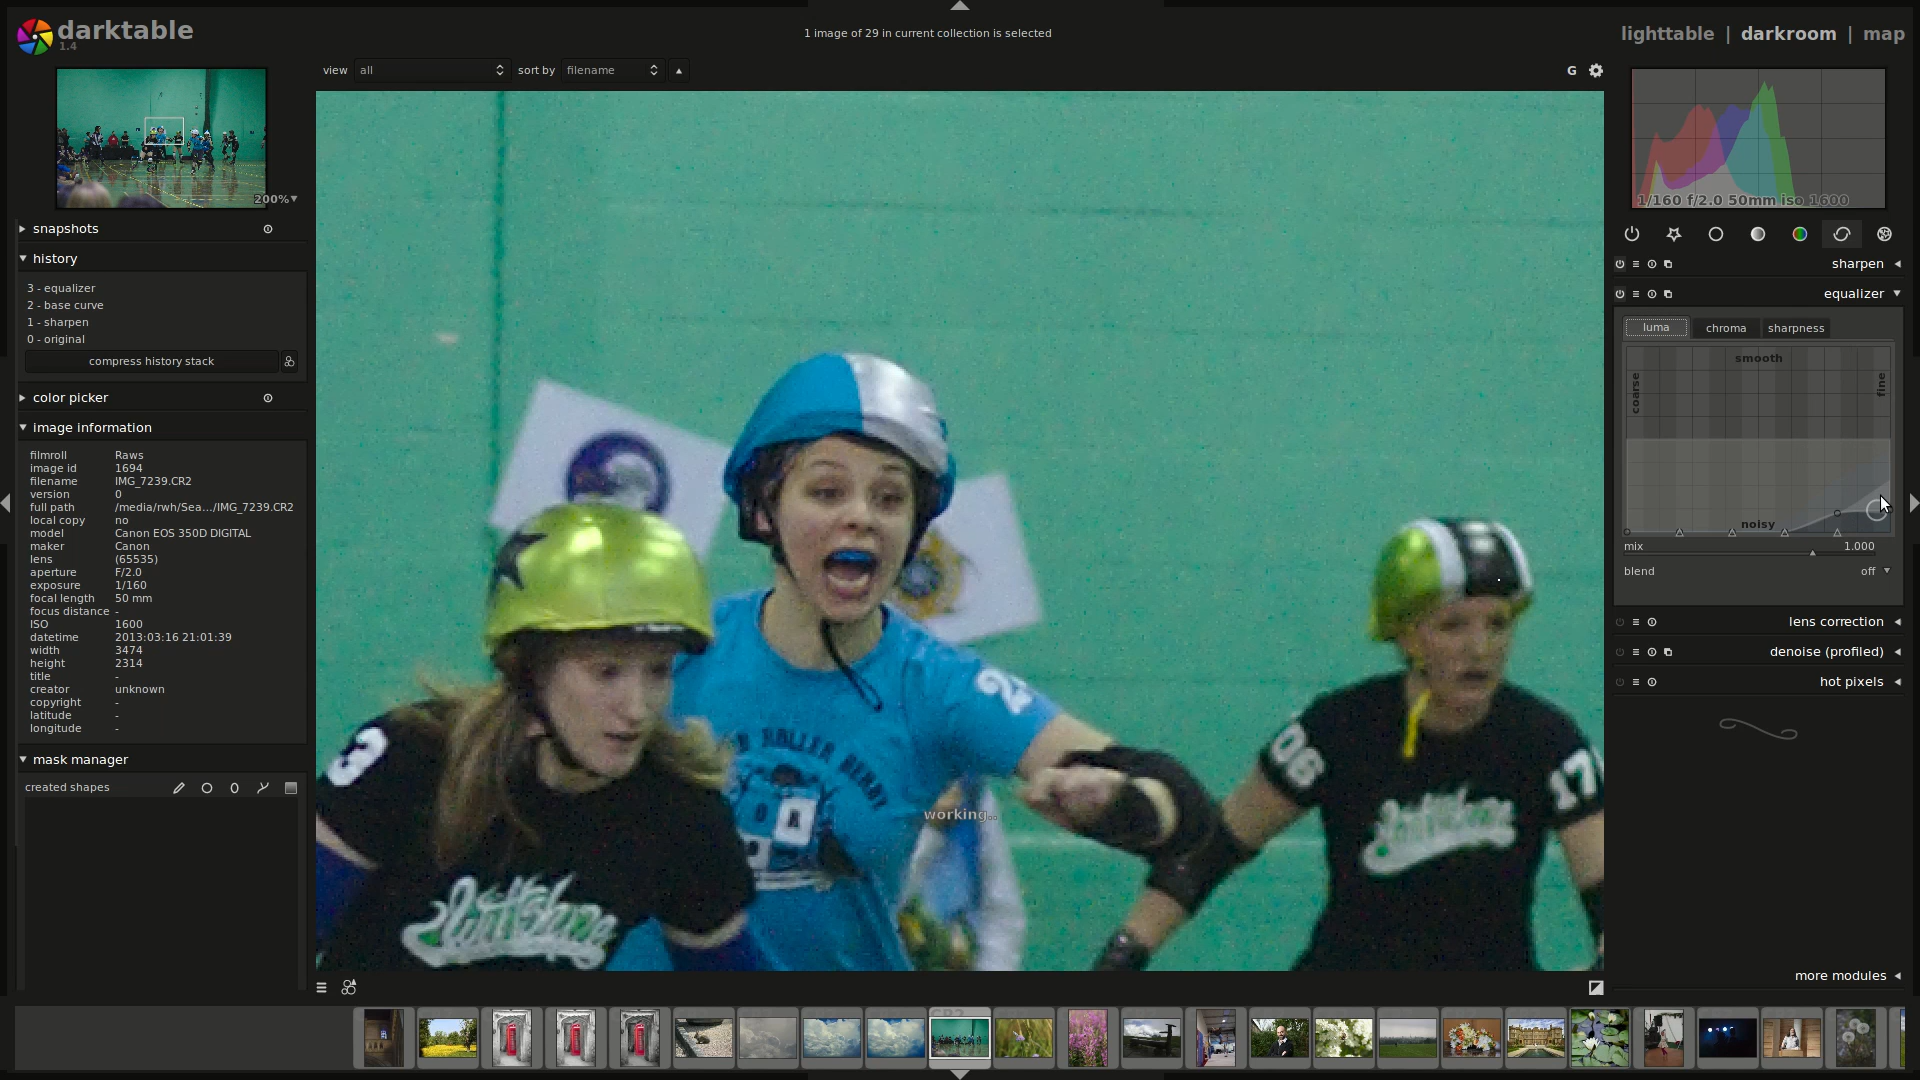 darktable
1.4
1 image of 29 in current collection is selected
lighttable | darkroom | map
view all sort by filename
G
200%
snapshots
history
3 - equalizer
2 - base curve
1 - sharpen
0 - original
compress history stack
color picker
image information
filmroll Raws
image id 1694
filename IMG_7239.CR2
version 0
full path /media/rwh/Sea.../IMG_7239.CR2
local copy no
model Canon EOS 350D DIGITAL
maker Canon
lens (65535)
aperture F/2.0
exposure 1/160
focal length 50 mm
focus distance -
ISO 1600
datetime 2013:03:16 21:01:39
width 3474
height 2314
title -
creator unknown
copyright -
latitude -
longitude -
mask manager
created shapes
3
2
ROLLER DERBY
06
17
working..
1/160 f/2.0 50mm iso 1600
sharpen
equalizer
luma chroma sharpness
smooth
coarse
fine
noisy
mix 1.000
blend off
lens correction
denoise (profiled)
hot pixels
more modules